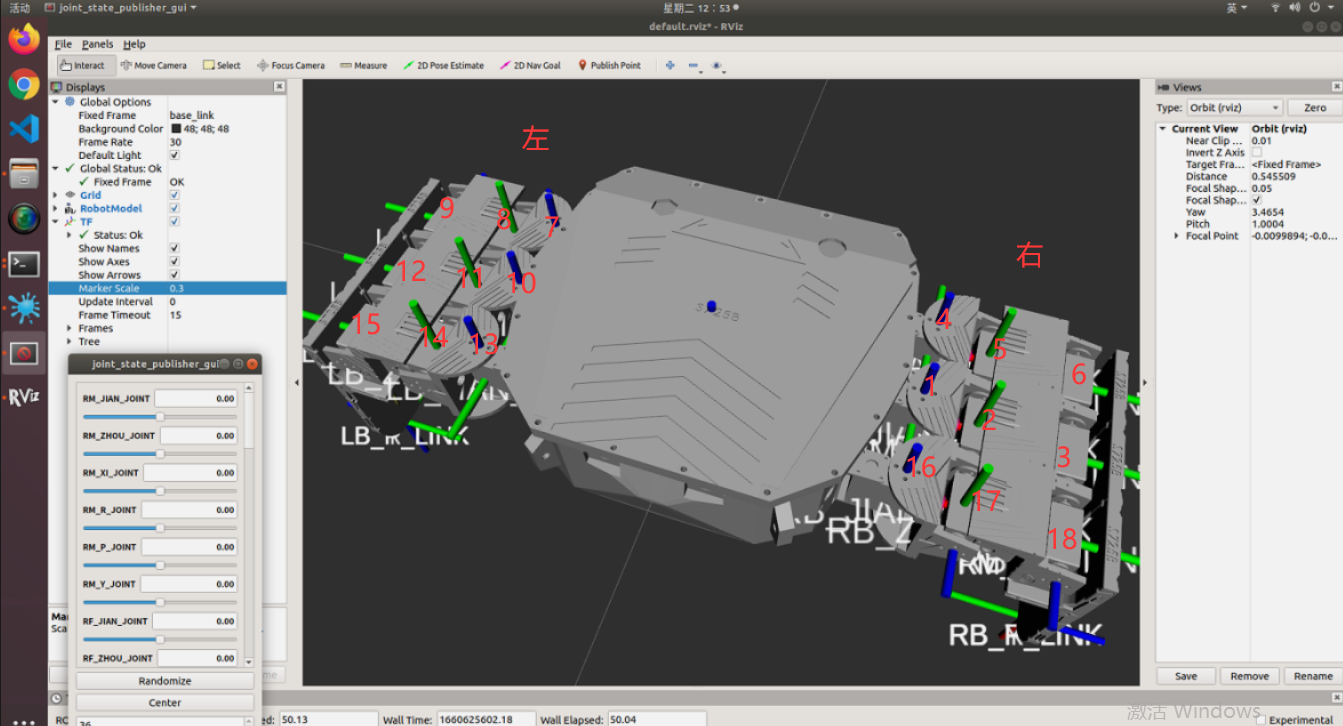 活动 joint_state_publisher_gui 星期二 12:53 英
default.rviz* - RViz
File Panels Help
Interact Move Camera Select Focus Camera Measure 2D Pose Estimate 2D Nav Goal Publish Point
Displays
Global Options
Fixed Frame base_link
Background Color 48; 48; 48
Frame Rate 30
Default Light
Global Status: Ok
Fixed Frame OK
Grid
RobotModel
TF
Status: Ok
Show Names
Show Axes
Show Arrows
Marker Scale 0.3
Update Interval 0
Frame Timeout 15
Frames
Tree
joint_state_publisher_gui
RM_JIAN_JOINT 0.00
RM_ZHOU_JOINT 0.00
RM_XI_JOINT 0.00
RM_R_JOINT 0.00
RM_P_JOINT 0.00
RM_Y_JOINT 0.00
RF_JIAN_JOINT 0.00
RF_ZHOU_JOINT 0.00
Randomize
Center
RViz
左
右
9 8 7
12 11 10
15 14 13
4 5 6
1 2 3
16 17 18
LB_R_LINK
RB_Z
RB_R_LINK
Views
Type: Orbit (rviz) Zero
Current View Orbit (rviz)
Near Clip ... 0.01
Invert Z Axis
Target Fra... <Fixed Frame>
Distance 0.545509
Focal Shap... 0.05
Focal Shap...
Yaw 3.4654
Pitch 1.0004
Focal Point -0.0099894; -0.0...
Save Remove Rename
50.13 Wall Time: 1660625602.18 Wall Elapsed: 50.04 Experimental
激活 Windows